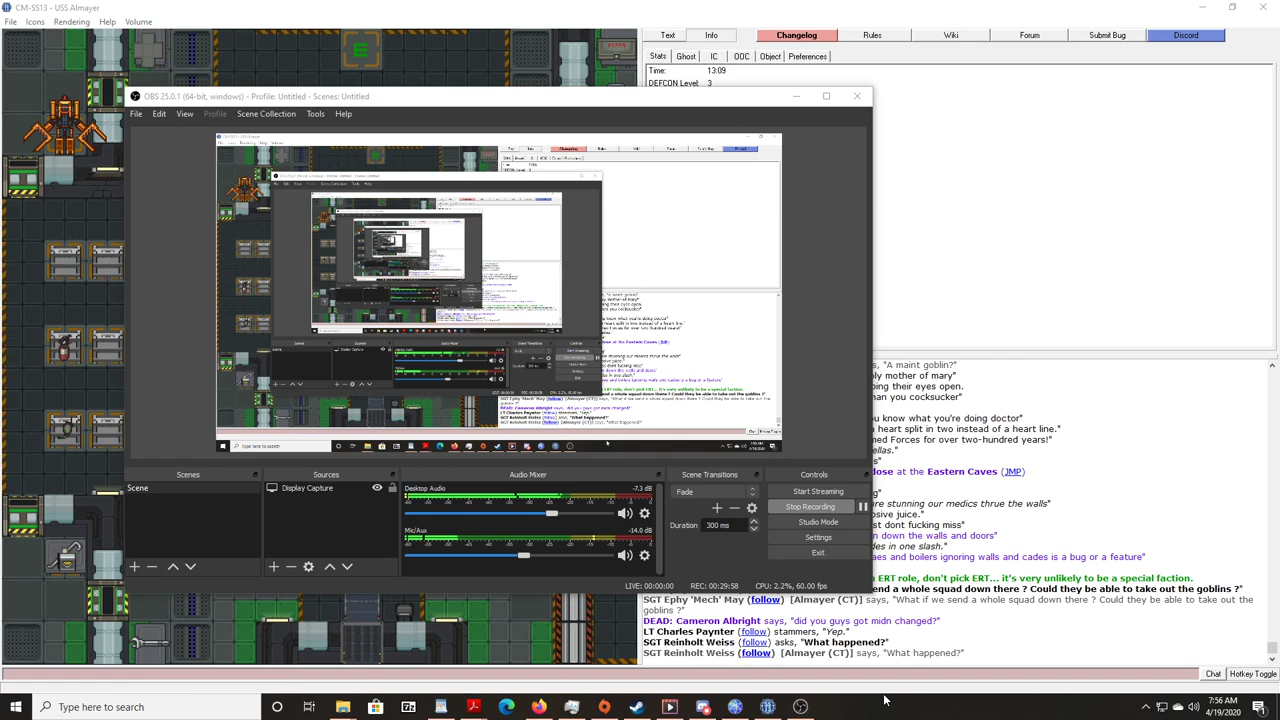 CM-SS13 - USS Almayer
File Icons Rendering Help Volume
Text Info Changelog Rules Wiki Forum Submit Bug Discord
Stats Ghost IC OOC Object Preferences
Time: 13:09
DEFCON Level: 3
OBS 25.0.1 (64-bit, windows) - Profile: Untitled - Scenes: Untitled
File Edit View Profile Scene Collection Tools Help
"A maint goblin?"
ly mother of mary"
ping their eyes open.
han you cocksucker"
ou know what you're doing doctor"
n heart split in two instead of a heart line."
med Forces for over two-hundred years!"
ellas."
dose at the Eastern Caves (JMP)
g"
re stunning our medics thrue the walls"
osive juice."
st dont fucking miss"
n down the walls and doors"
des in one slash."
aes and boilers ignoring walls and cades is a bug or a feature"
ERT role, don't pick ERT... it's very unlikely to be a special faction.
end a whole squad down there ? Could they be able to take out the goblins ?"
SGT Ephy 'Mech' May (follow) [Almayer (CT)] says, "What if we send a whole squad down there ? Could they be able to take out the
goblins ?"
DEAD: Cameron Albright says, "did you guys got midn changed?"
LT Charles Paynter (follow) stammers, "Yep."
SGT Reinholt Weiss (follow) asks, "What happened?"
SGT Reinholt Weiss (follow) [Almayer (CT)] says, "What happened?"
Scenes Sources Audio Mixer Scene Transitions Controls
Scene
Display Capture
Desktop Audio -7.3 dB
Mic/Aux -14.0 dB
Fade
Duration 300 ms
Start Streaming
Stop Recording
Studio Mode
Settings
Exit
LIVE: 00:00:00 REC: 00:29:58 CPU: 2.2%, 60.00 fps
Chat Hotkey Toggle
Type here to search
7:56 AM
4/19/2020